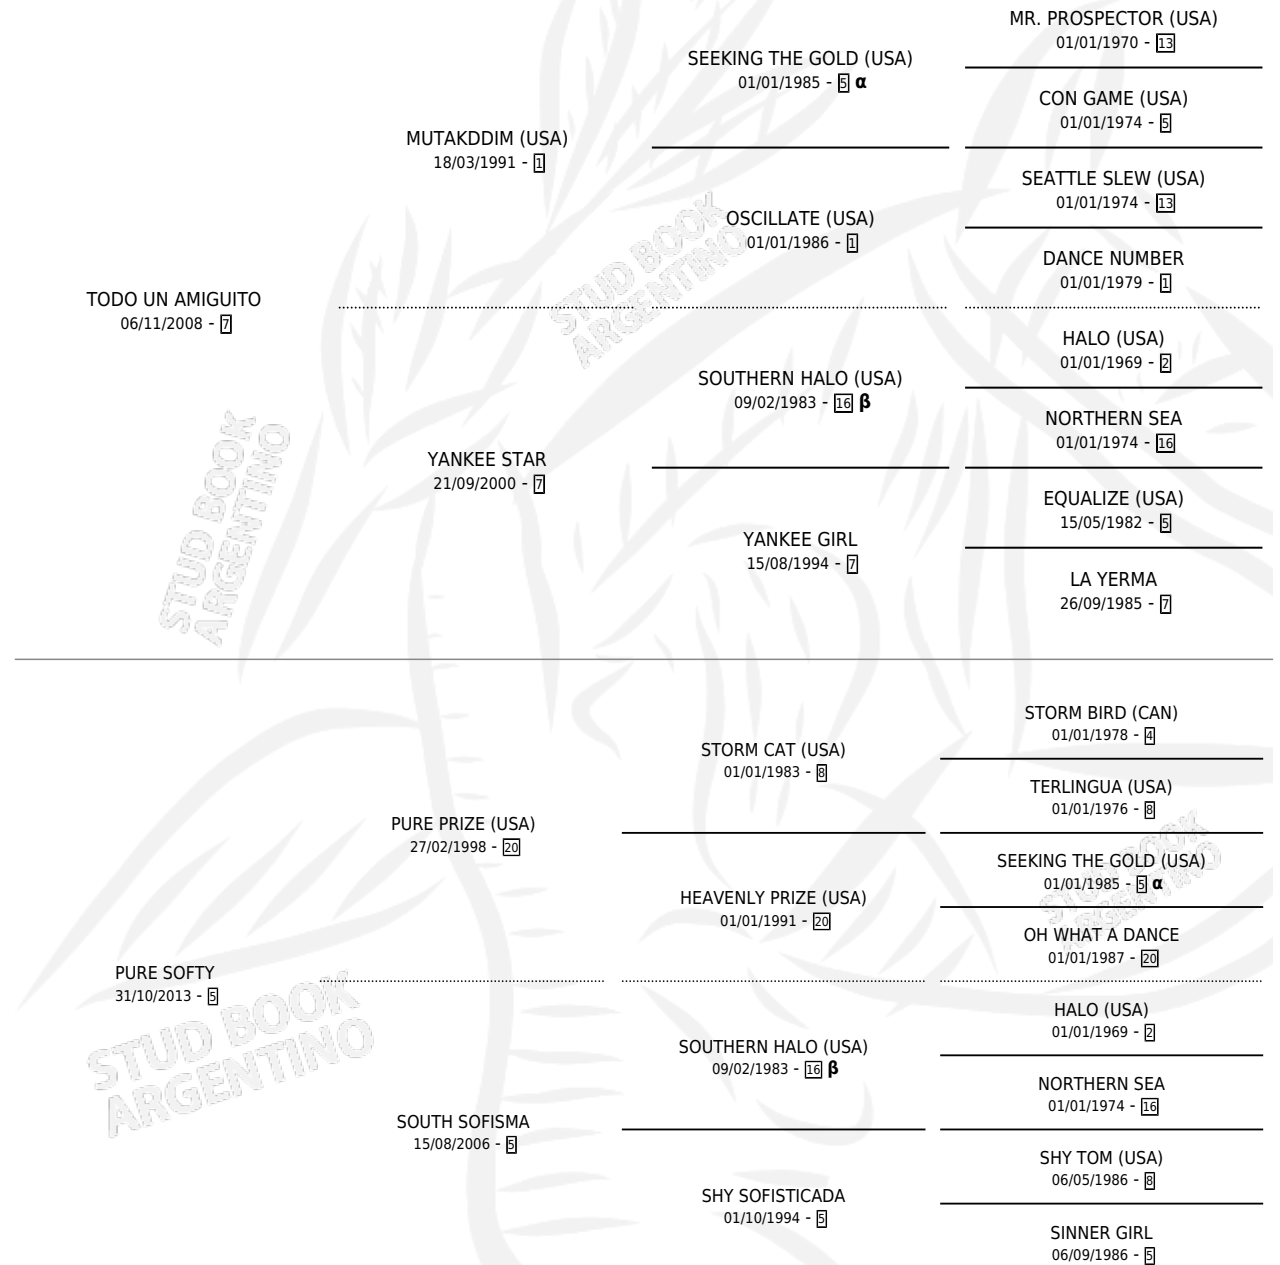 MR. PROSPECTOR (USA)
01/01/1970 - 13
SEEKING THE GOLD (USA)
01/01/1985 - 5 α
CON GAME (USA)
01/01/1974 - 5
MUTAKDDIM (USA)
18/03/1991 - 1
SEATTLE SLEW (USA)
01/01/1974 - 13
OSCILLATE (USA)
01/01/1986 - 1
DANCE NUMBER
01/01/1979 - 1
STUD BOOK
ARGENTINO
TODO UN AMIGUITO
06/11/2008 - 7
HALO (USA)
01/01/1969 - 2
SOUTHERN HALO (USA)
09/02/1983 - 16 β
NORTHERN SEA
01/01/1974 - 16
YANKEE STAR
21/09/2000 - 7
EQUALIZE (USA)
15/05/1982 - 5
YANKEE GIRL
15/08/1994 - 7
LA YERMA
26/09/1985 - 7
STUD BOOK
ARGENTINO
STORM BIRD (CAN)
01/01/1978 - 4
STORM CAT (USA)
01/01/1983 - 8
TERLINGUA (USA)
01/01/1976 - 8
PURE PRIZE (USA)
27/02/1998 - 20
SEEKING THE GOLD (USA)
01/01/1985 - 5 α
HEAVENLY PRIZE (USA)
01/01/1991 - 20
OH WHAT A DANCE
01/01/1987 - 20
STUD BOOK
ARGENTINO
PURE SOFTY
31/10/2013 - 5
HALO (USA)
01/01/1969 - 2
SOUTHERN HALO (USA)
09/02/1983 - 16 β
NORTHERN SEA
01/01/1974 - 16
STUD BOOK
ARGENTINO
SOUTH SOFISMA
15/08/2006 - 5
SHY TOM (USA)
06/05/1986 - 8
SHY SOFISTICADA
01/10/1994 - 5
SINNER GIRL
06/09/1986 - 5